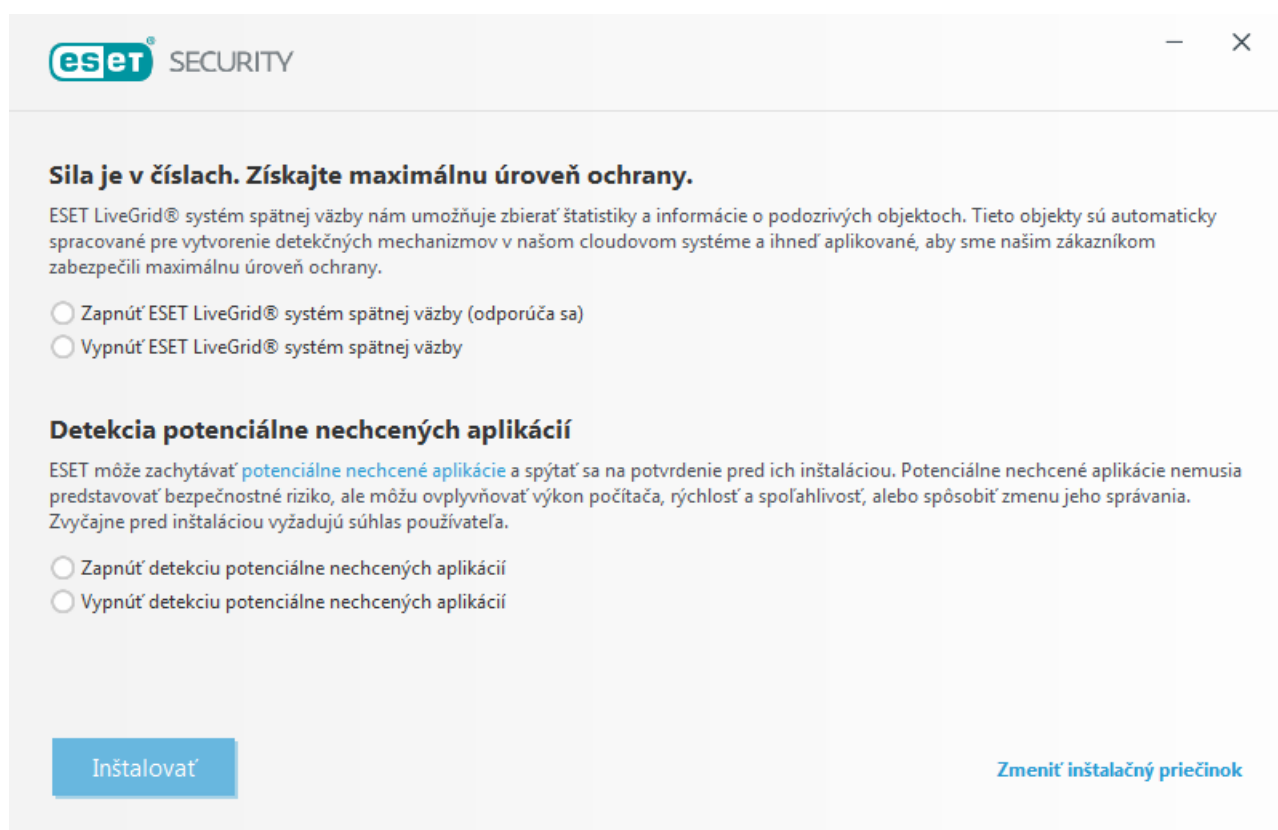 eset® SECURITY
Sila je v číslach. Získajte maximálnu úroveň ochrany.
ESET LiveGrid® systém spätnej väzby nám umožňuje zbierať štatistiky a informácie o podozrivých objektoch. Tieto objekty sú automaticky
spracované pre vytvorenie detekčných mechanizmov v našom cloudovom systéme a ihneď aplikované, aby sme našim zákazníkom
zabezpečili maximálnu úroveň ochrany.
Zapnúť ESET LiveGrid® systém spätnej väzby (odporúča sa)
Vypnúť ESET LiveGrid® systém spätnej väzby
Detekcia potenciálne nechcených aplikácií
ESET môže zachytávať potenciálne nechcené aplikácie a spýtať sa na potvrdenie pred ich inštaláciou. Potenciálne nechcené aplikácie nemusia
predstavovať bezpečnostné riziko, ale môžu ovplyvňovať výkon počítača, rýchlosť a spoľahlivosť, alebo spôsobiť zmenu jeho správania.
Zvyčajne pred inštaláciou vyžadujú súhlas používateľa.
Zapnúť detekciu potenciálne nechcených aplikácií
Vypnúť detekciu potenciálne nechcených aplikácií
Inštalovať
Zmeniť inštalačný priečinok